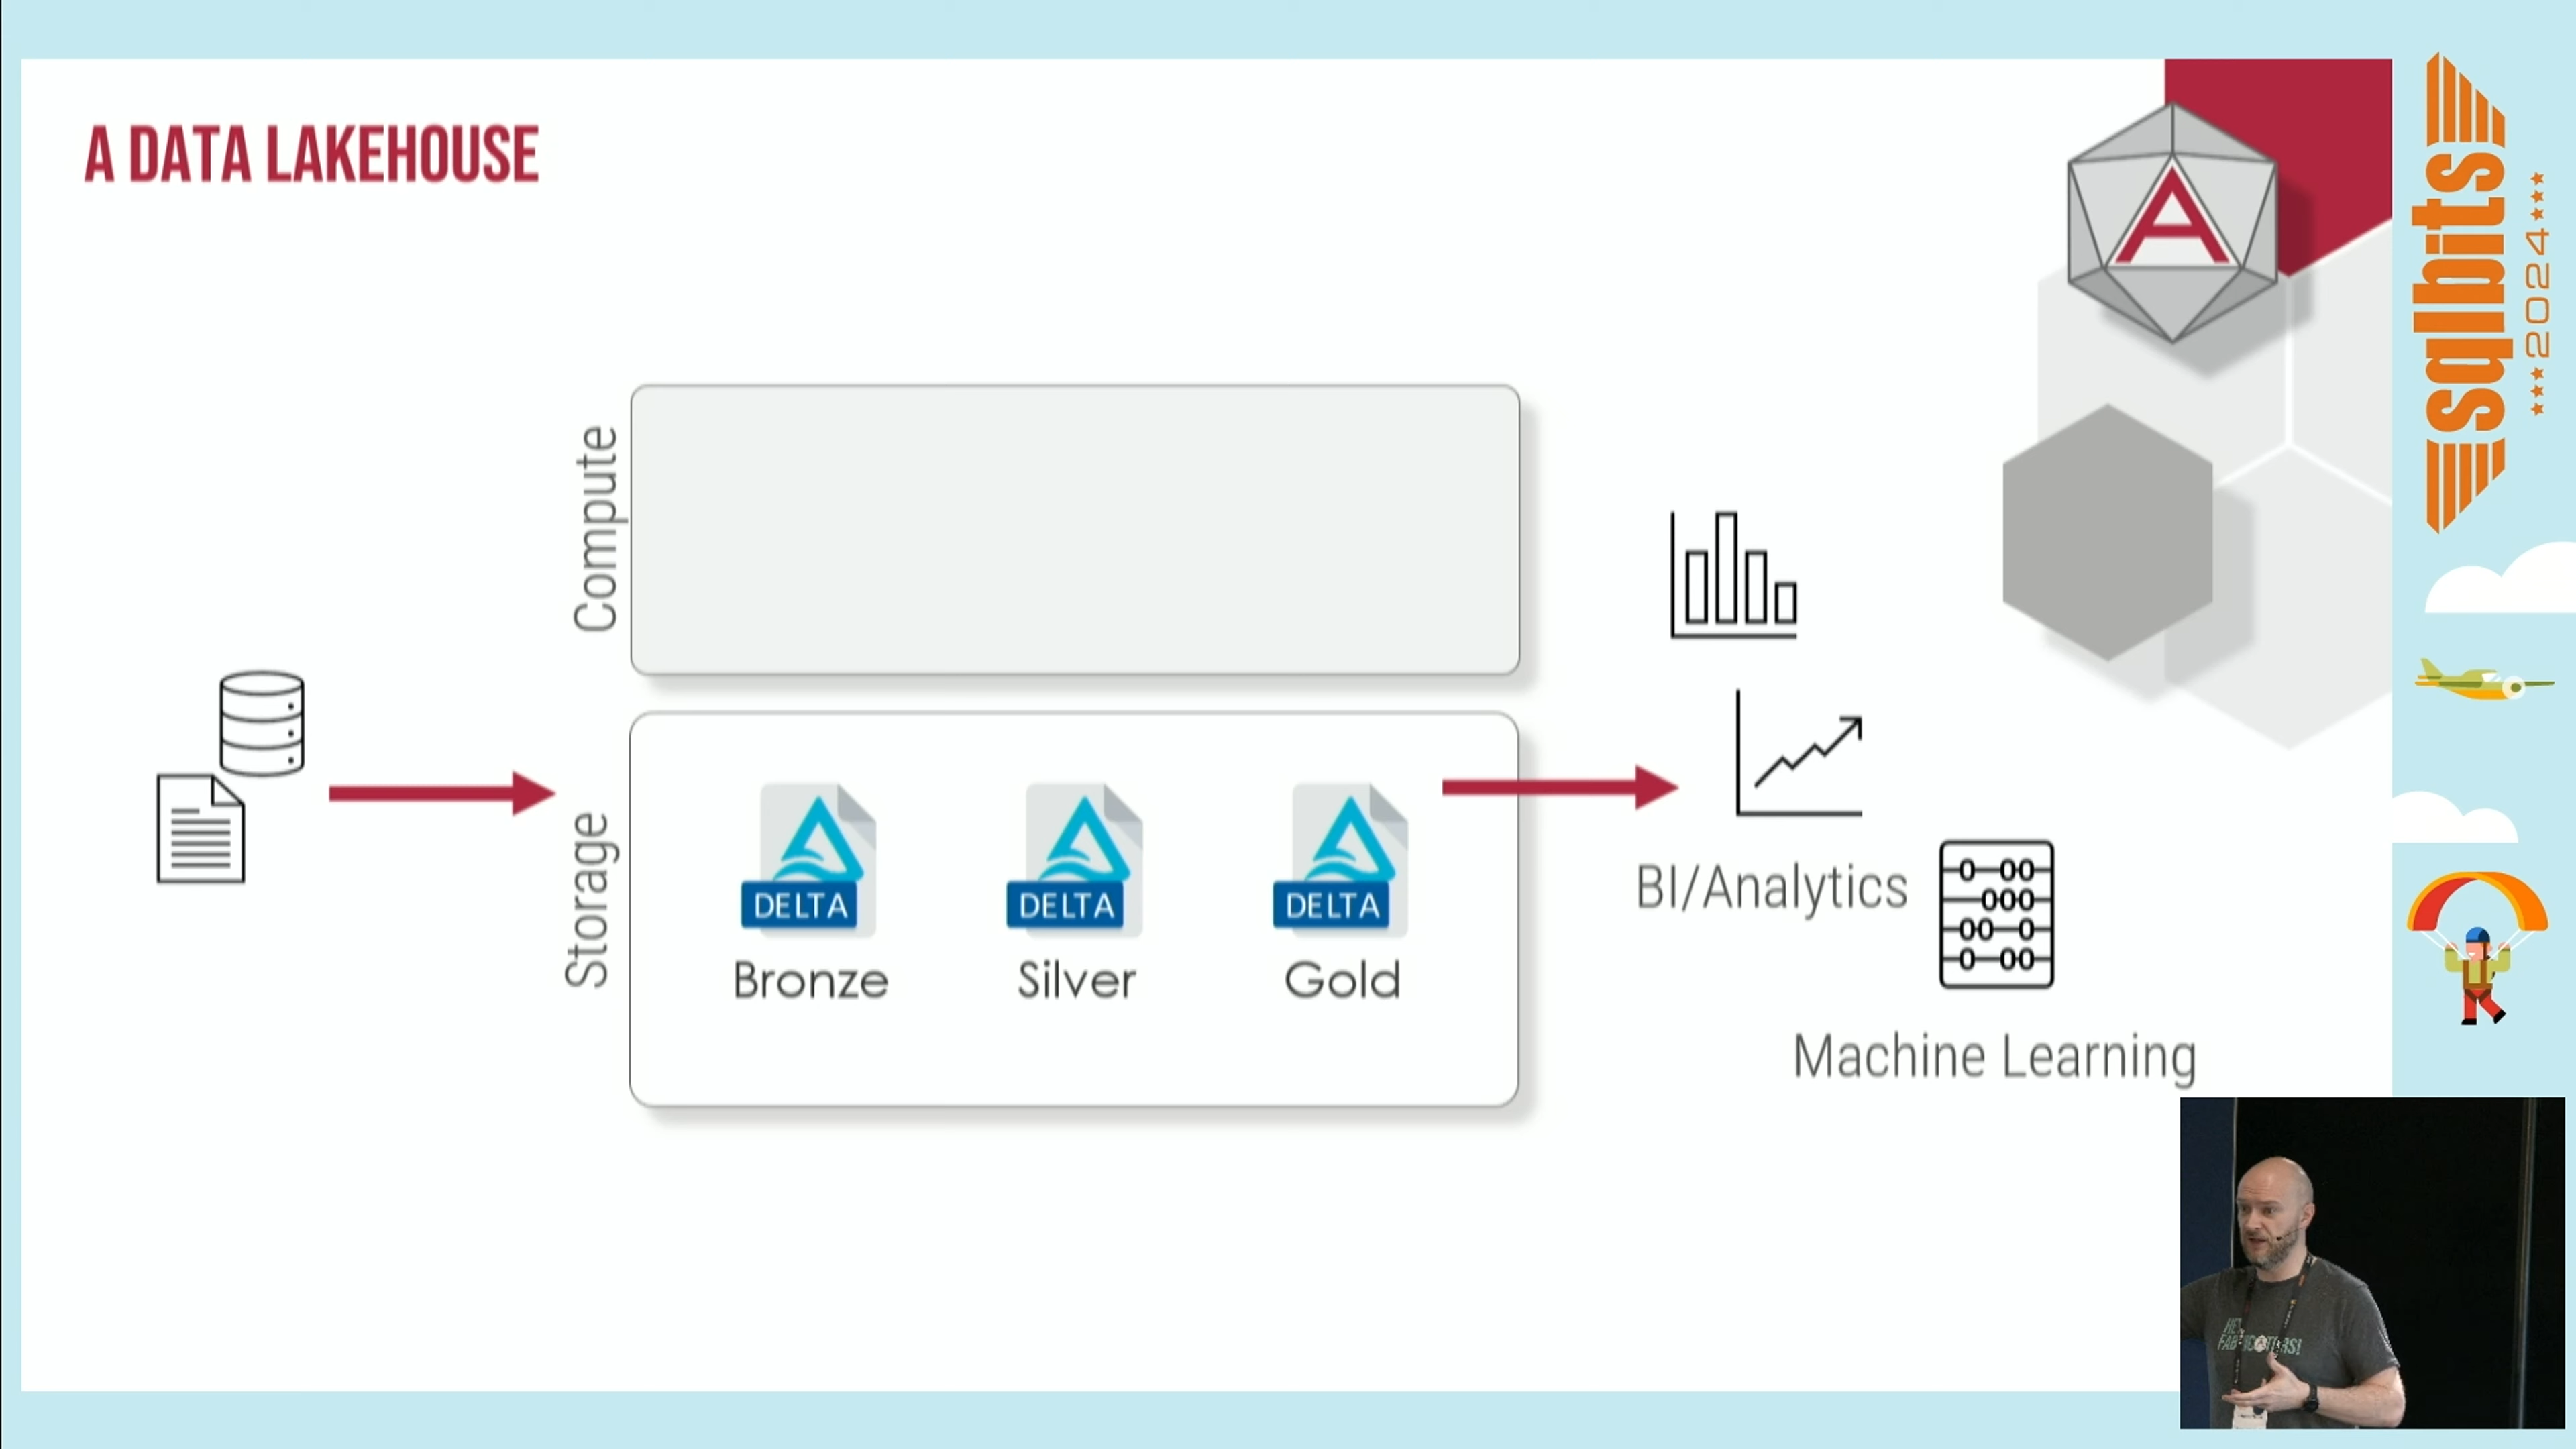 A DATA LAKEHOUSE
A
sqlbits
2024
Compute
Storage
DELTA
DELTA
DELTA
Bronze
Silver
Gold
BI/Analytics
Machine Learning